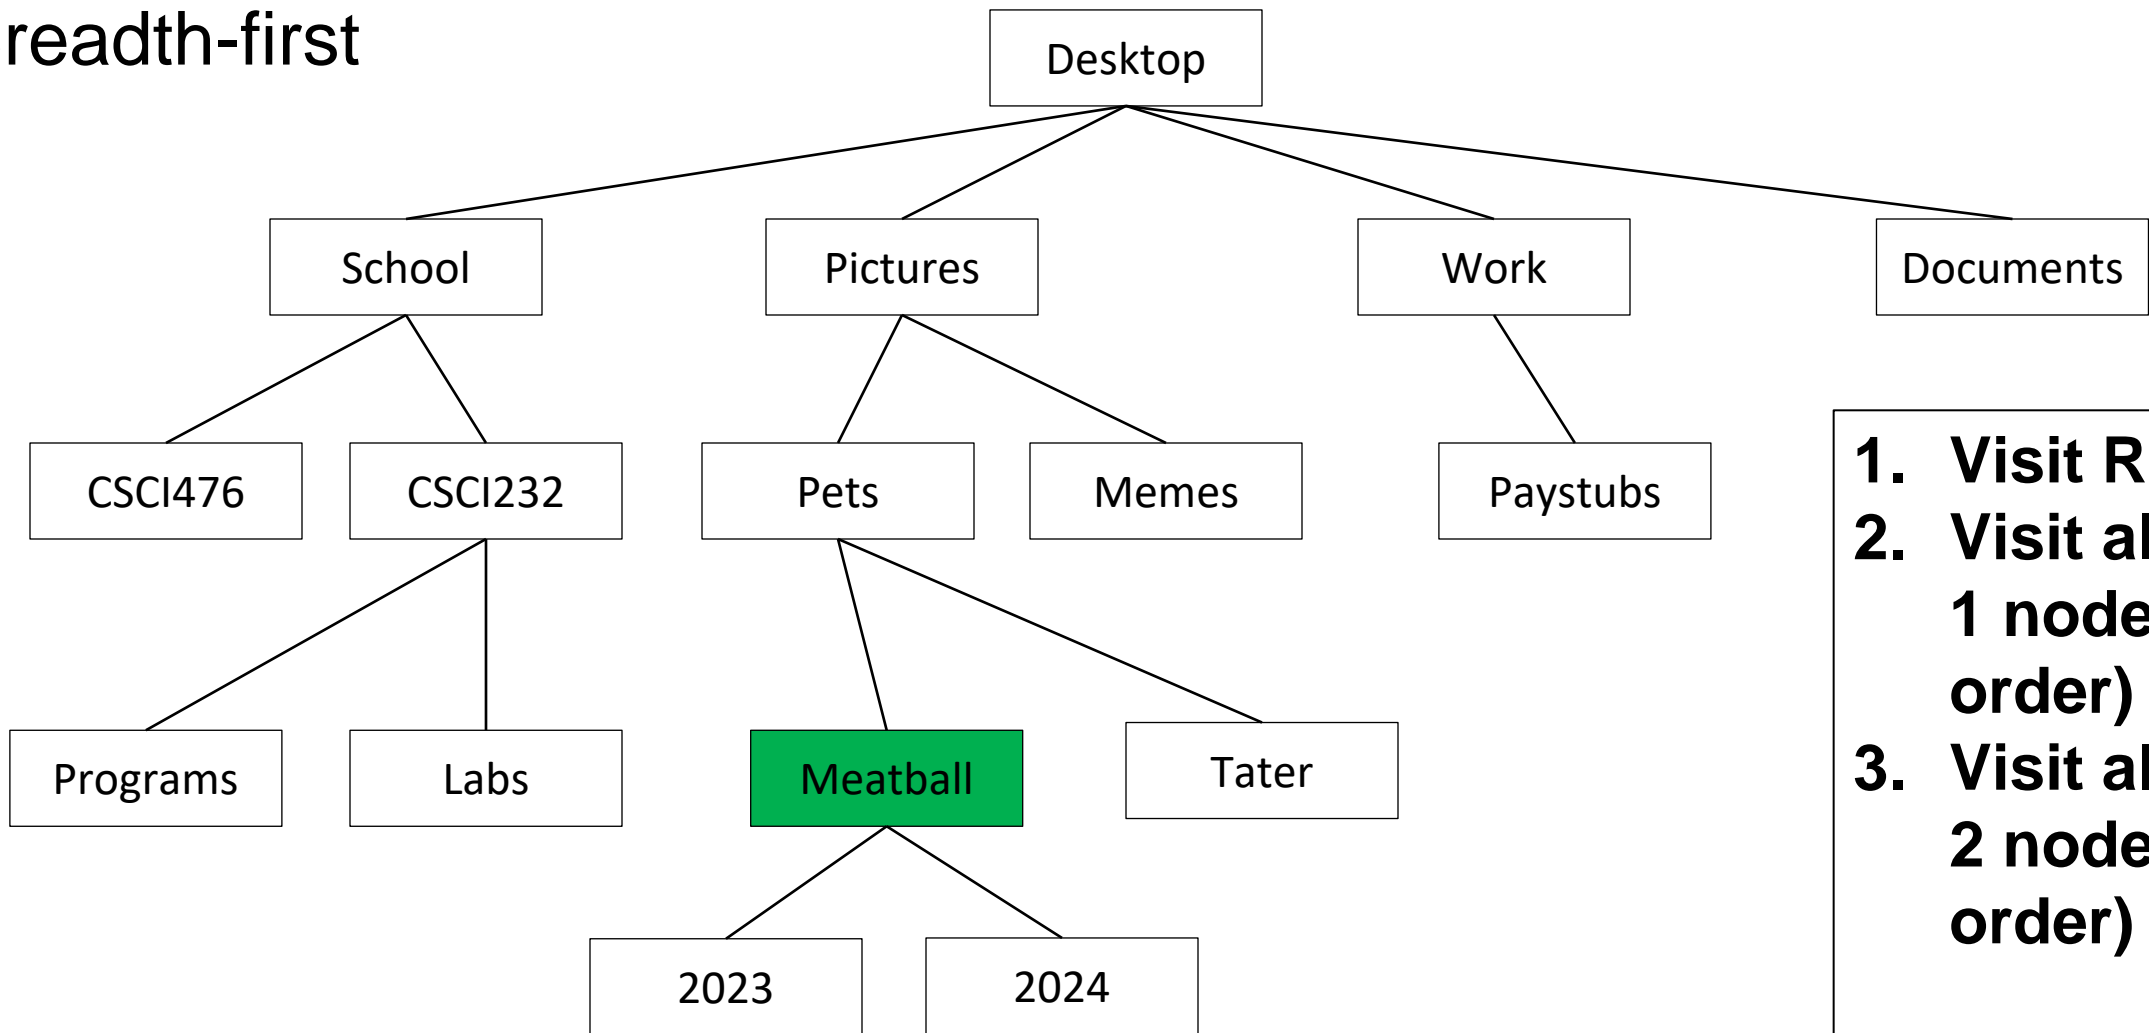 readth-first
Desktop
School
Pictures
Work
Documents
CSCI476
CSCI232
Pets
Memes
Paystubs
1. Visit R
2. Visit al
1 node
order)
3. Visit al
2 node
order)
Programs
Labs
Meatball
Tater
2023
2024